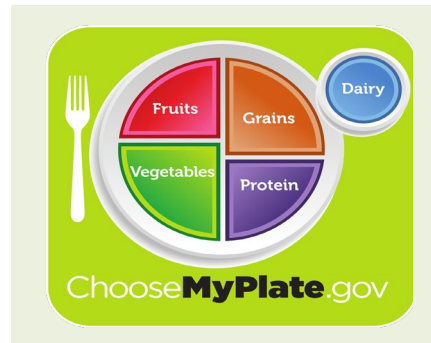 Dairy
Fruits
Grains
Vegetables
Protein
ChooseMyPlate.gov